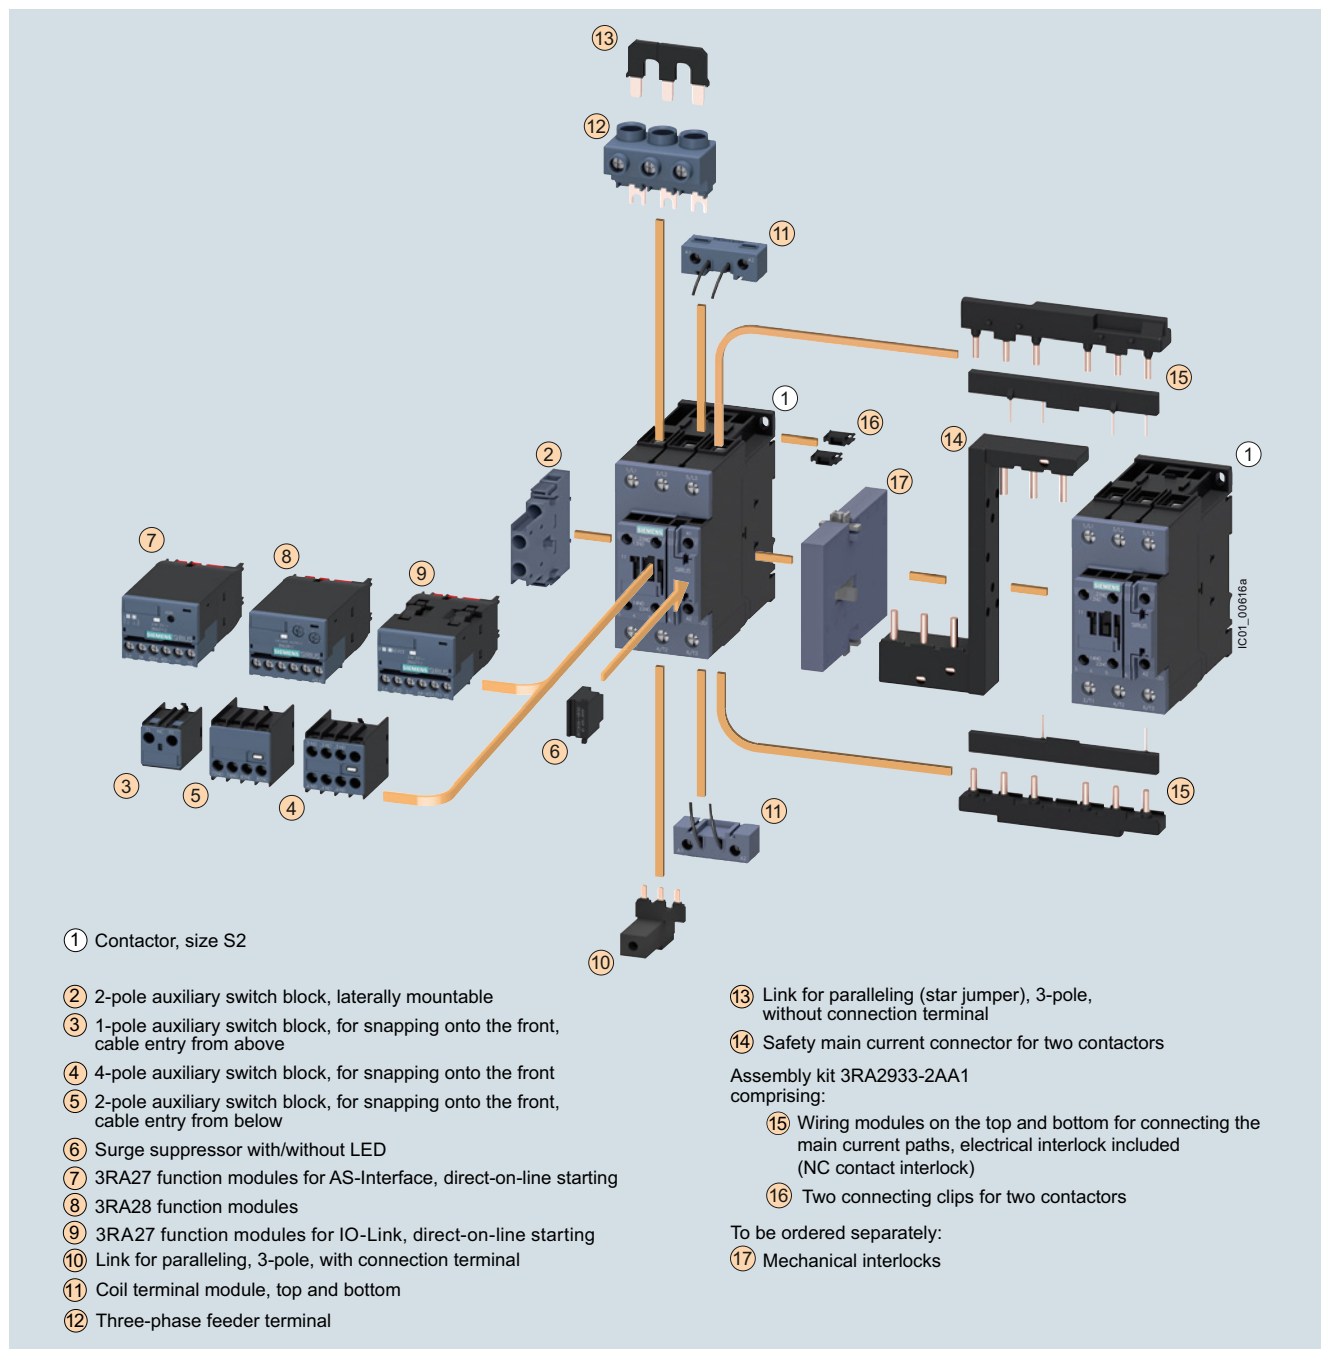 13
12
11
15
1
16
14
1
2
17
7
8
9
SIEMENS
SIRIUS
SIEMENS
SIRIUS
IC01_00616a
SIEMENS
SIEMENS
SIEMENS
6
3
5
4
15
11
10
1 Contactor, size S2
2 2-pole auxiliary switch block, laterally mountable
3 1-pole auxiliary switch block, for snapping onto the front,
cable entry from above
4 4-pole auxiliary switch block, for snapping onto the front
5 2-pole auxiliary switch block, for snapping onto the front,
cable entry from below
6 Surge suppressor with/without LED
7 3RA27 function modules for AS-Interface, direct-on-line starting
8 3RA28 function modules
9 3RA27 function modules for IO-Link, direct-on-line starting
10 Link for paralleling, 3-pole, with connection terminal
11 Coil terminal module, top and bottom
12 Three-phase feeder terminal
13 Link for paralleling (star jumper), 3-pole,
without connection terminal
14 Safety main current connector for two contactors
Assembly kit 3RA2933-2AA1
comprising:
15 Wiring modules on the top and bottom for connecting the
main current paths, electrical interlock included
(NC contact interlock)
16 Two connecting clips for two contactors
To be ordered separately:
17 Mechanical interlocks